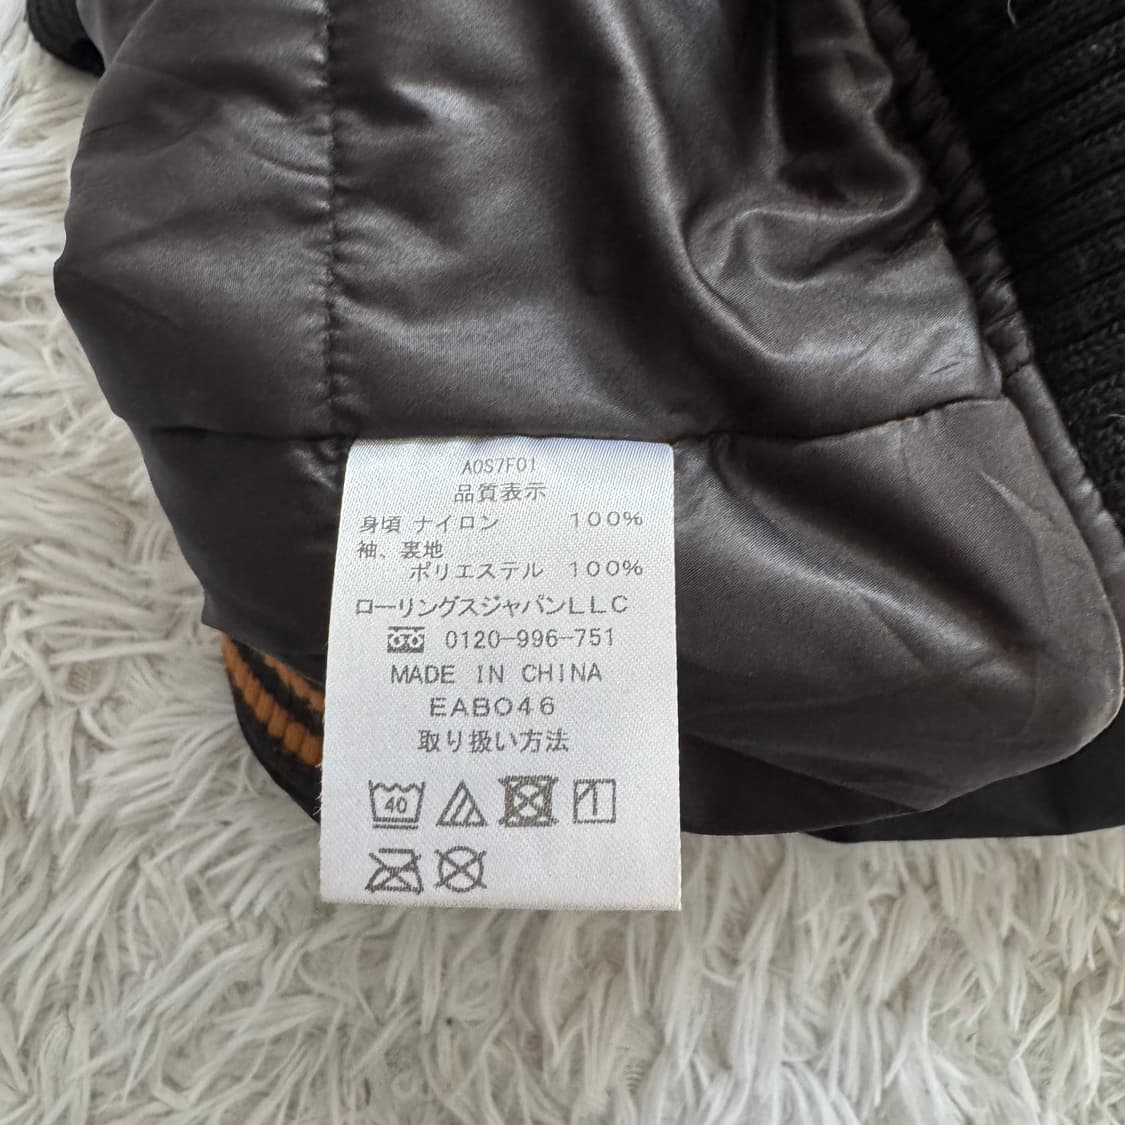 A0S7F01
品質表示
身頃 ナイロン 100%
袖、裏地
ポリエステル 100%
ローリングスジャパンLLC
0120-996-751
MADE IN CHINA
EAB046
取り扱い方法
40